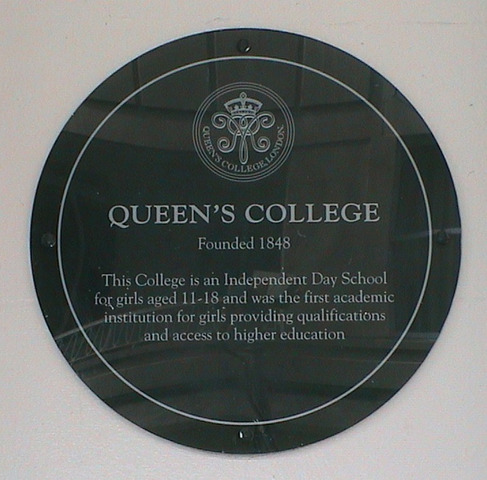 QUEEN'S COLLEGE, LONDON
QUEEN'S COLLEGE
Founded 1848
This College is an Independent Day School
for girls aged 11-18 and was the first academic
institution for girls providing qualifications
and access to higher education